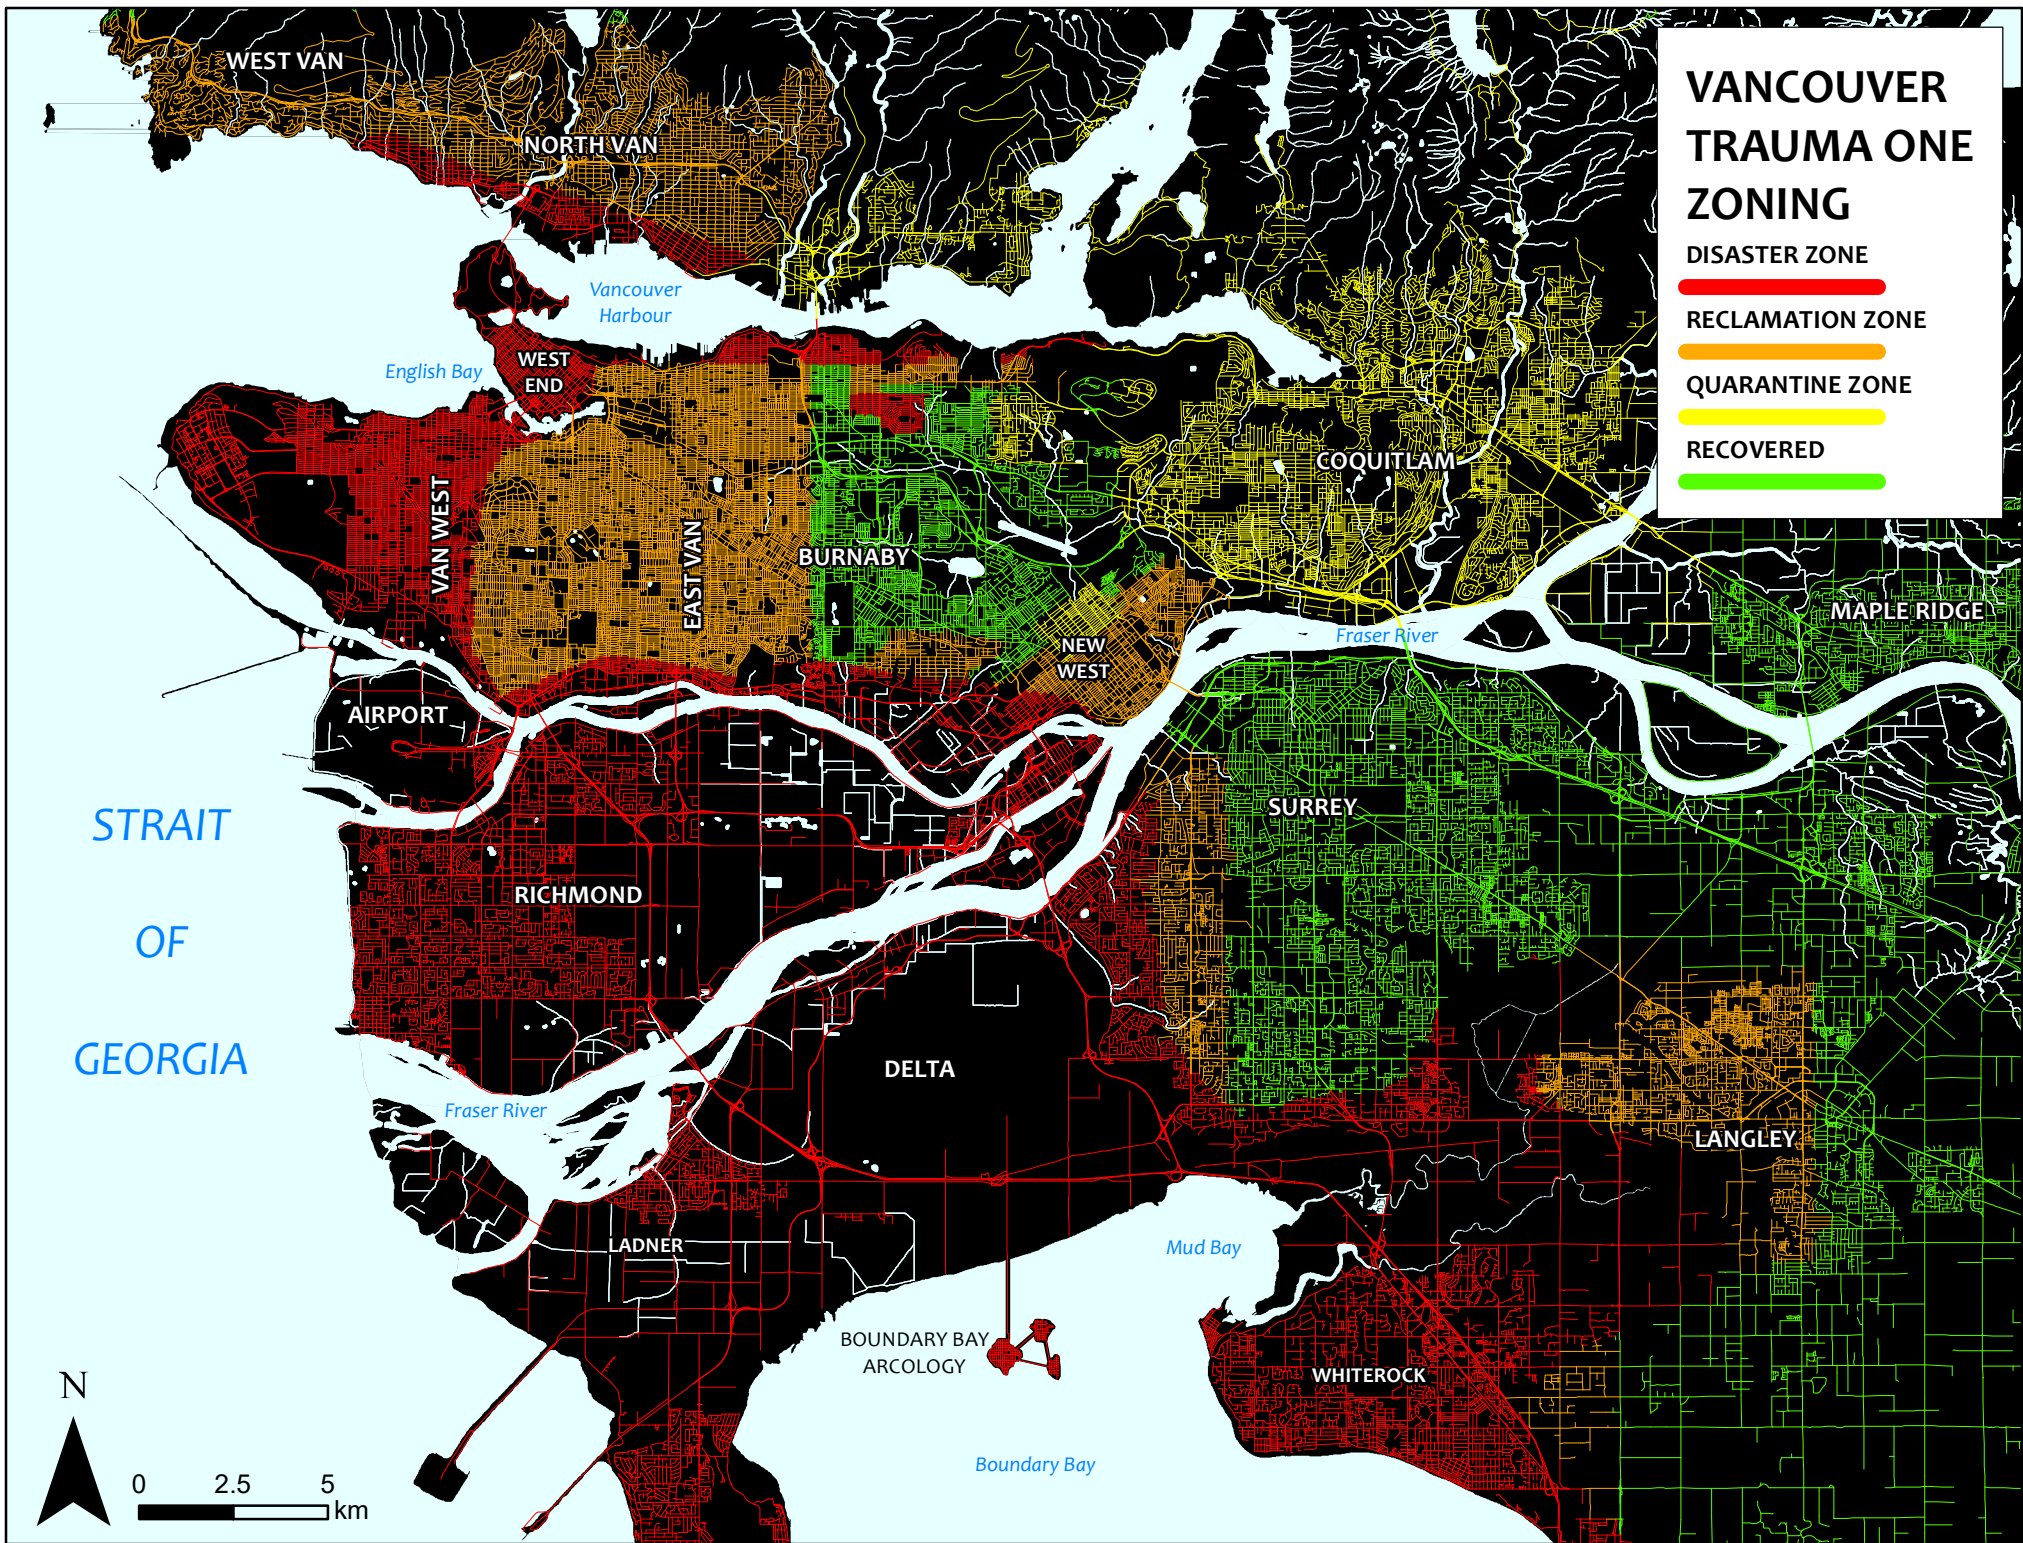 VANCOUVER
TRAUMA ONE
ZONING
DISASTER ZONE
RECLAMATION ZONE
QUARANTINE ZONE
RECOVERED
WEST VAN
NORTH VAN
Vancouver
Harbour
WEST
END
English Bay
VAN WEST
EAST VAN
BURNABY
COQUITLAM
NEW
WEST
Fraser River
MAPLE RIDGE
AIRPORT
STRAIT
OF
GEORGIA
RICHMOND
SURREY
DELTA
Fraser River
LANGLEY
LADNER
Mud Bay
BOUNDARY BAY
ARCOLOGY
WHITEROCK
Boundary Bay
N
0 2.5 5
km